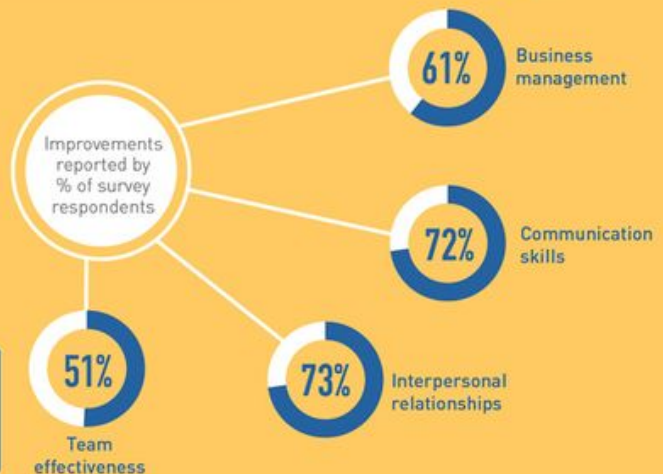 Improvements
reported by
% of survey
respondents
61%
Business
management
72%
Communication
skills
73%
Interpersonal
relationships
51%
Team
effectiveness